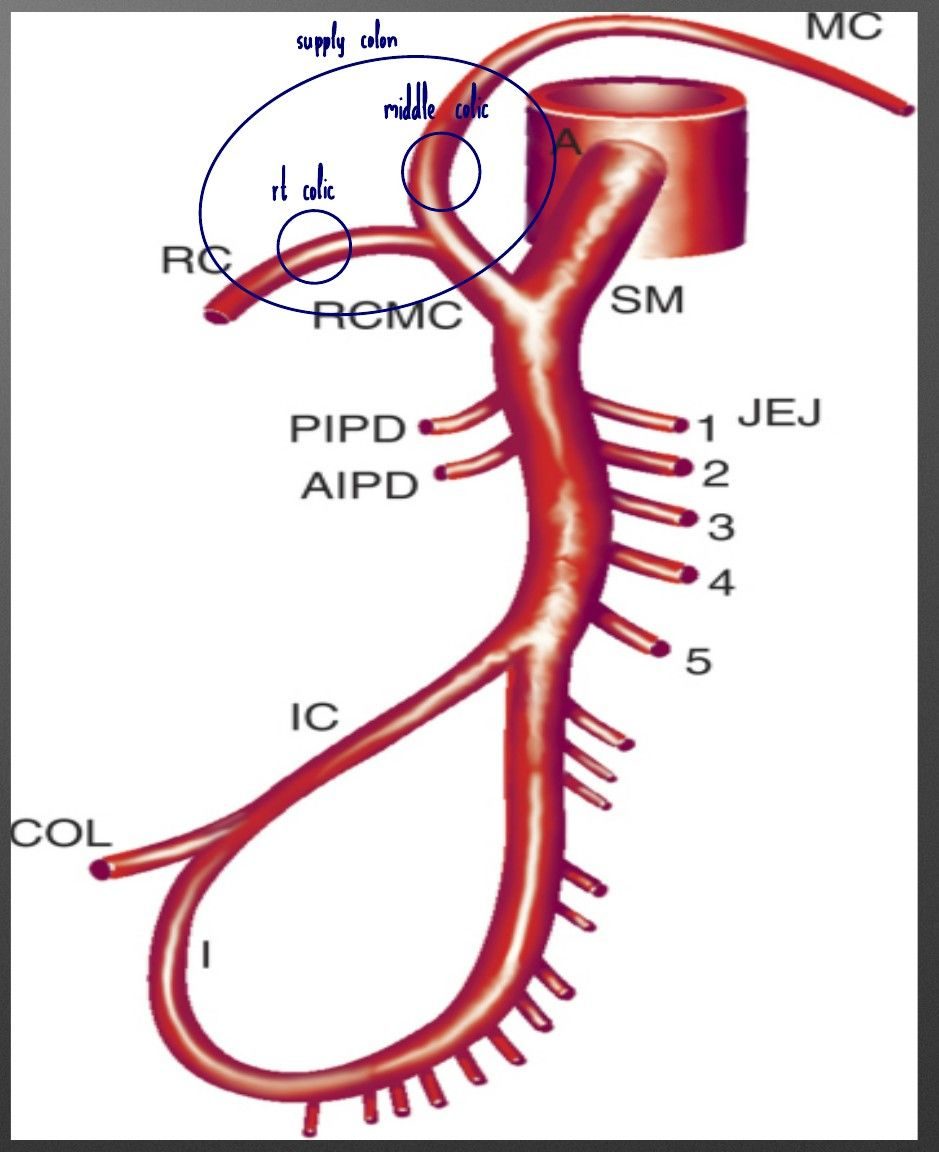 MC
supply colon
middle colic
A
rt colic
RC
SM
RCMC
PIPD
1 JEJ
2
AIPD
3
4
5
IC
COL
I